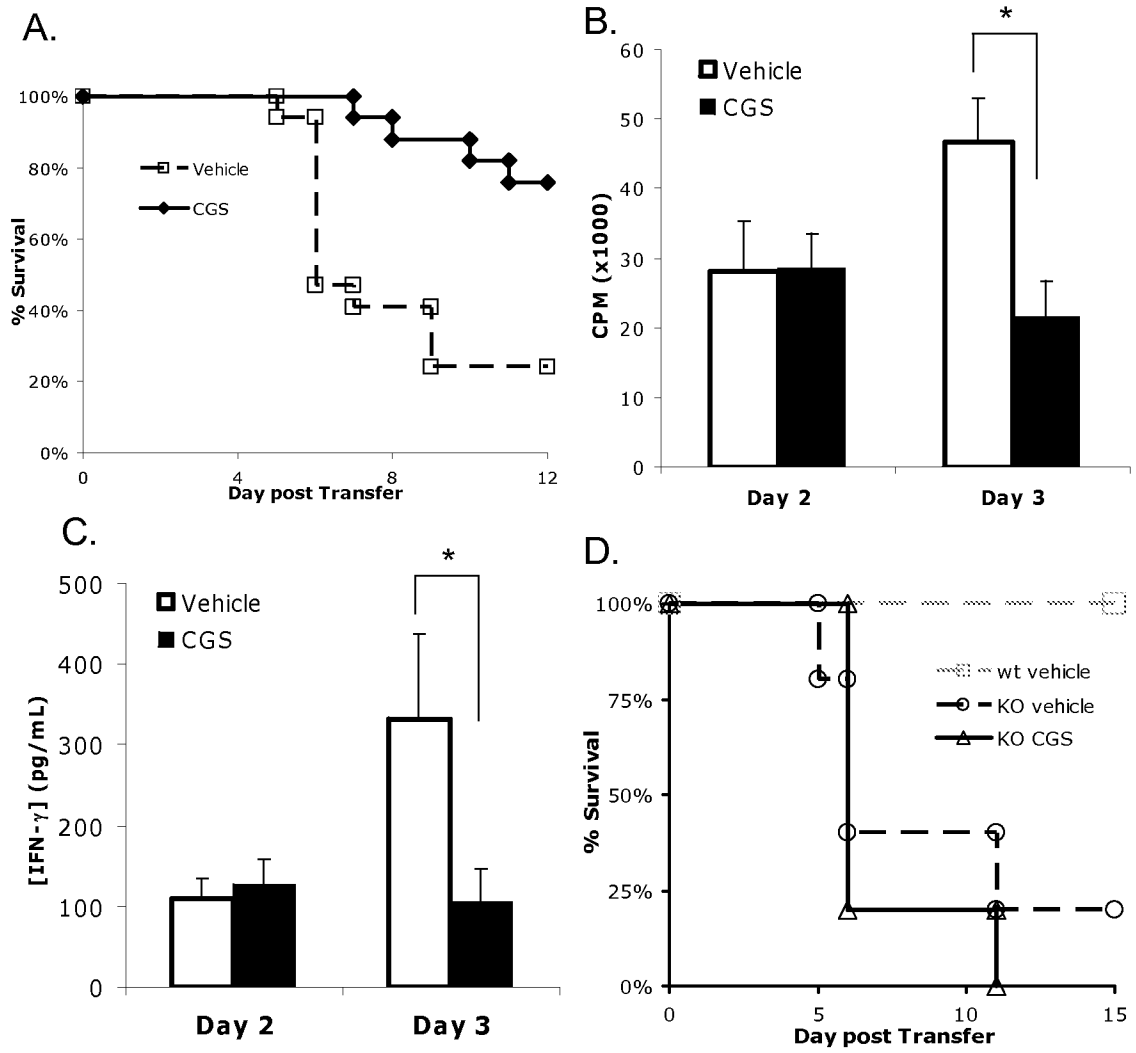 A.
100%
80%
60%
40%
20%
0%
% Survival
Vehicle
CGS
0 4 8 12
Day post Transfer
B.
*
60
50
40
30
20
10
0
CPM (x1000)
Vehicle
CGS
Day 2 Day 3
C.
*
500
400
300
200
100
0
[IFN-γ] (pg/mL)
Vehicle
CGS
Day 2 Day 3
D.
100%
75%
50%
25%
0%
% Survival
wt vehicle
KO vehicle
KO CGS
0 5 10 15
Day post Transfer